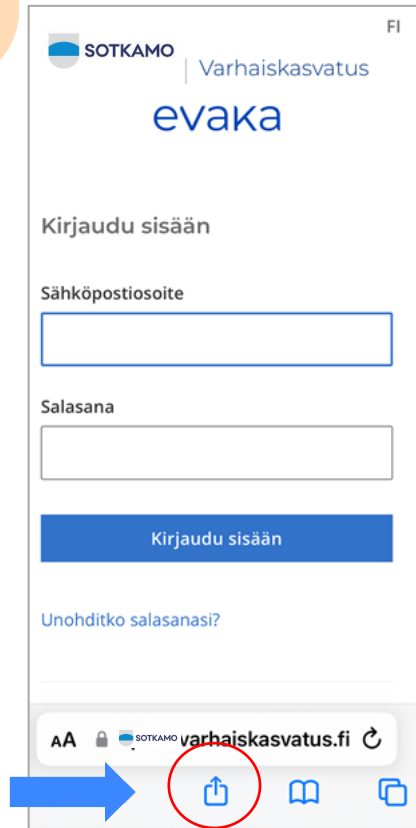 FI
SOTKAMO
Varhaiskasvatus
evaka
Kirjaudu sisään
Sähköpostiosoite
Salasana
Kirjaudu sisään
Unohditko salasanasi?
AA SOTKAMO varhaiskasvatus.fi